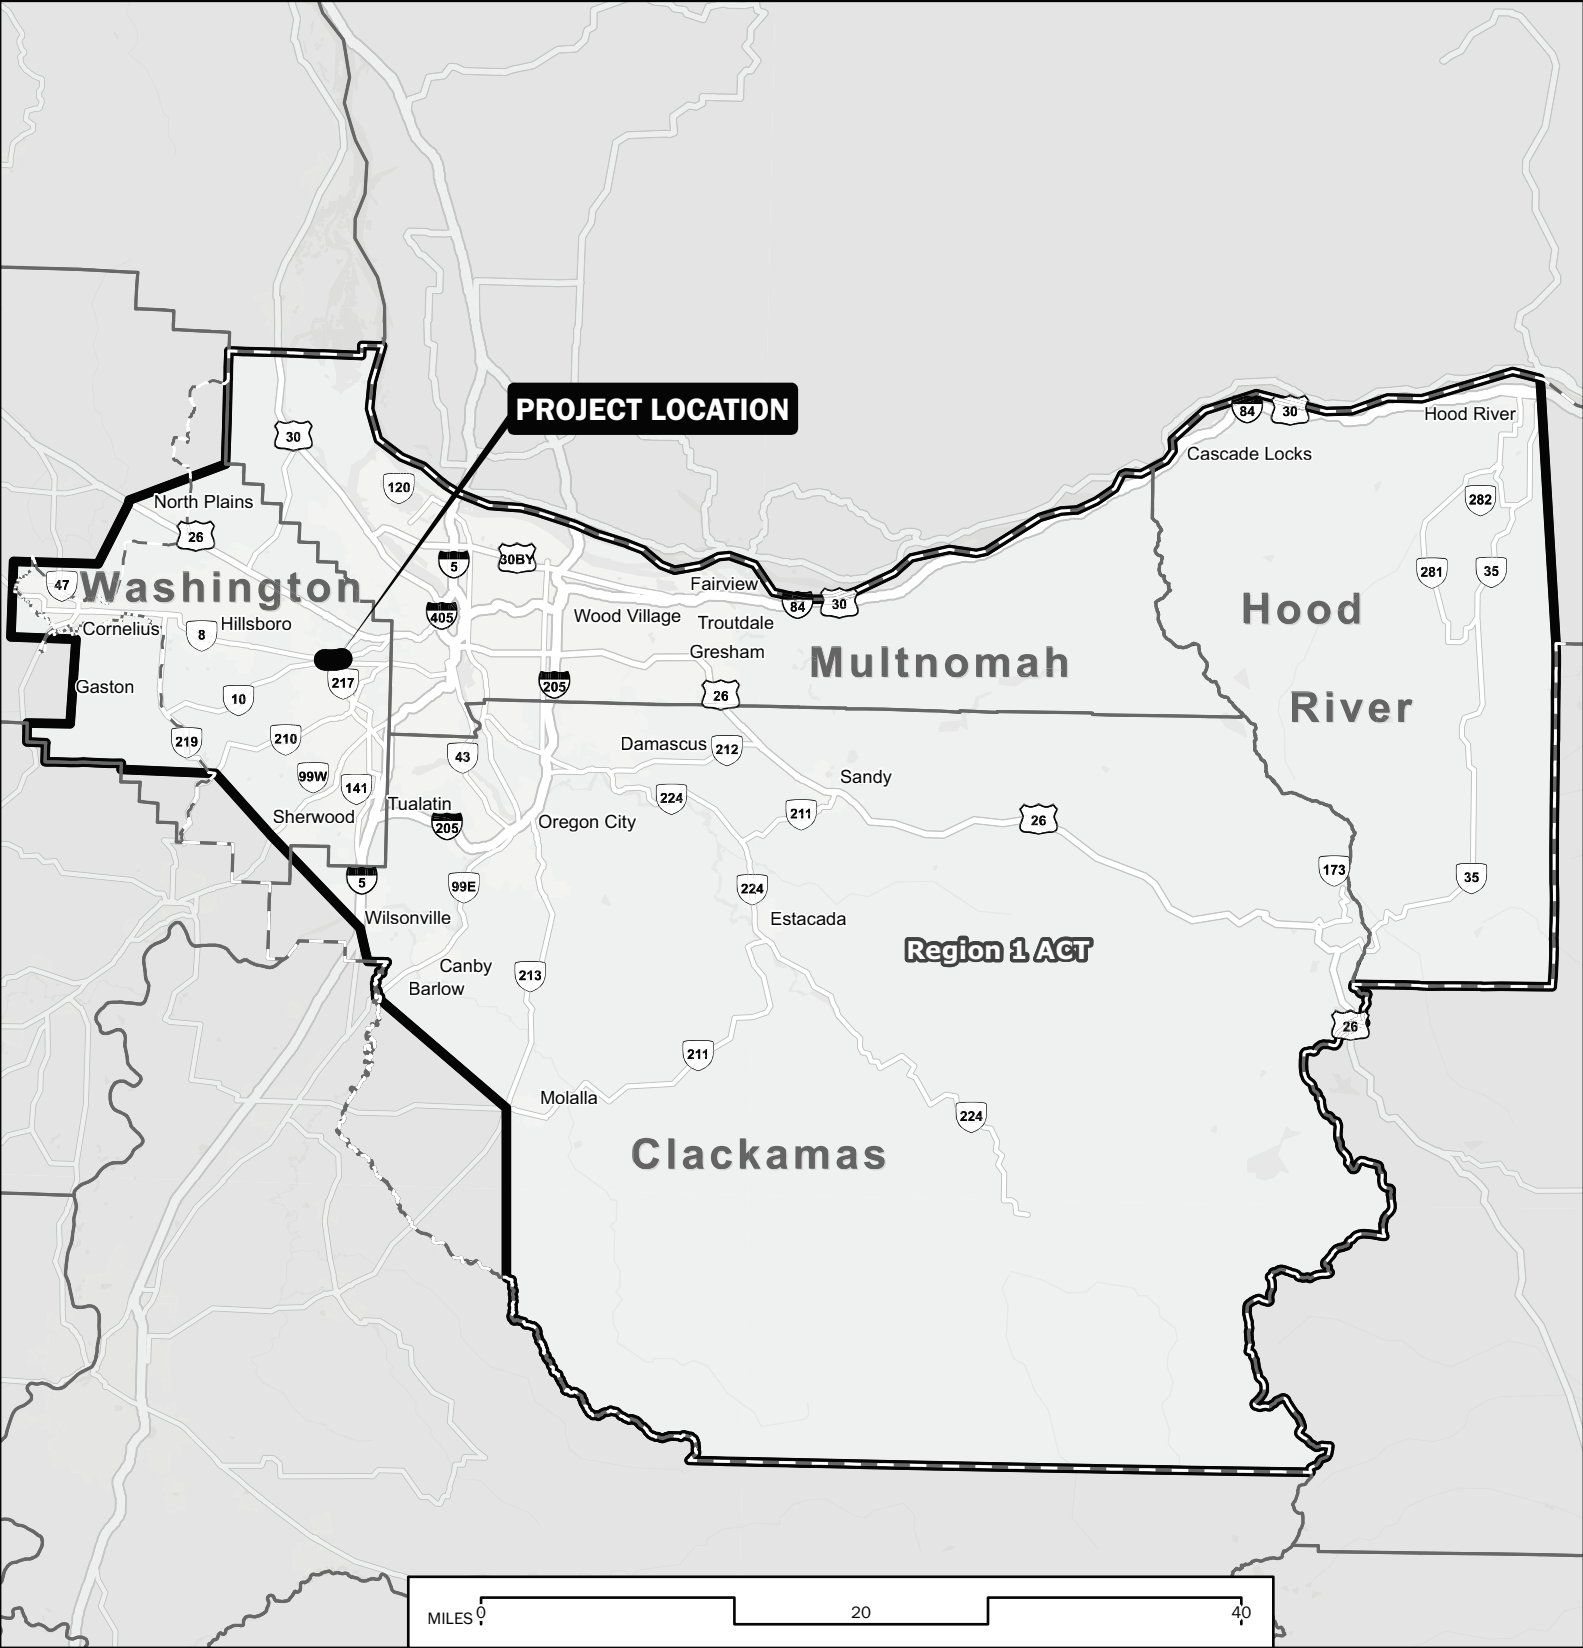 PROJECT LOCATION
84
30
Hood River
30
Cascade Locks
120
282
North Plains
26
5
30BY
281
35
47
Washington
Fairview
84
30
405
Wood Village
Hood
Cornelius
8
Hillsboro
Troutdale
Gresham
Multnomah
217
205
Gaston
10
26
River
219
210
43
Damascus
212
99W
141
Sandy
224
Tualatin
211
Sherwood
205
Oregon City
26
5
99E
224
173
35
Wilsonville
Estacada
Region 1 ACT
Canby
213
Barlow
26
211
Molalla
224
Clackamas
MILES
0
20
40